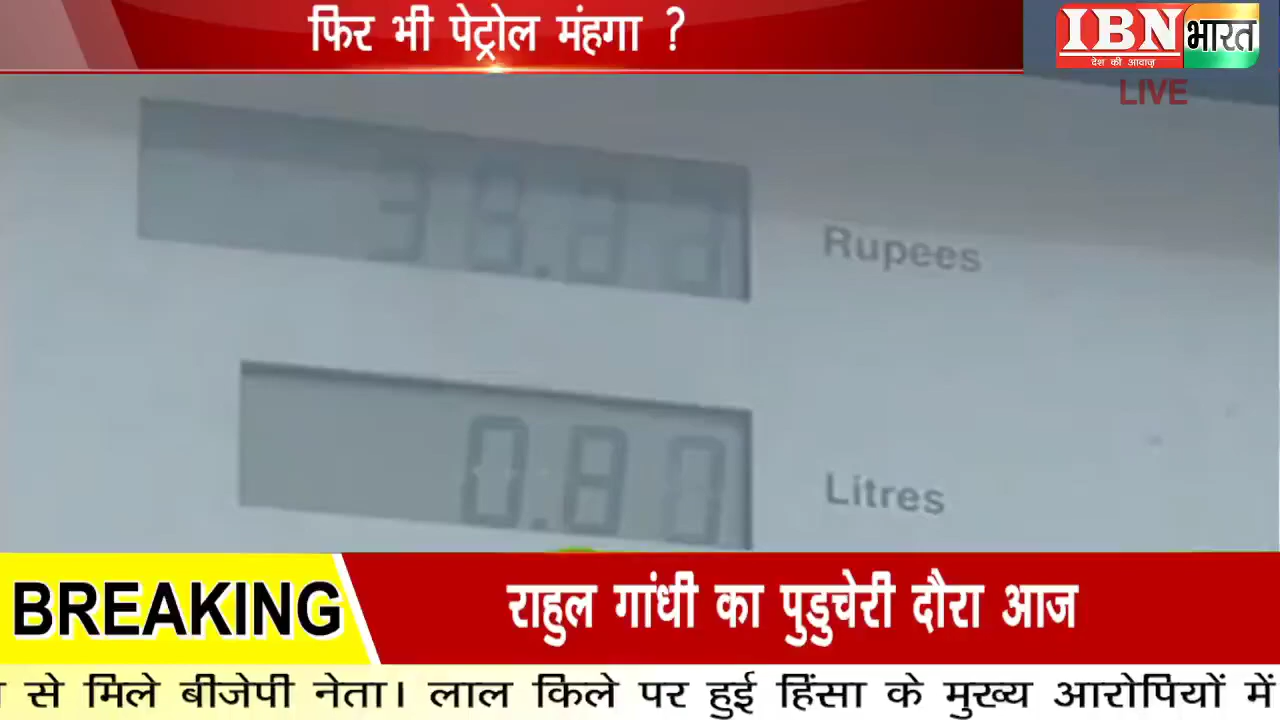 फिर भी पेट्रोल मंहगा ?
IBN भारत
देश की आवाज़
LIVE
Rupees
0.80
Litres
BREAKING
राहुल गांधी का पुडुचेरी दौरा आज
से मिले बीजेपी नेता। लाल किले पर हुई हिंसा के मुख्य आरोपियों में